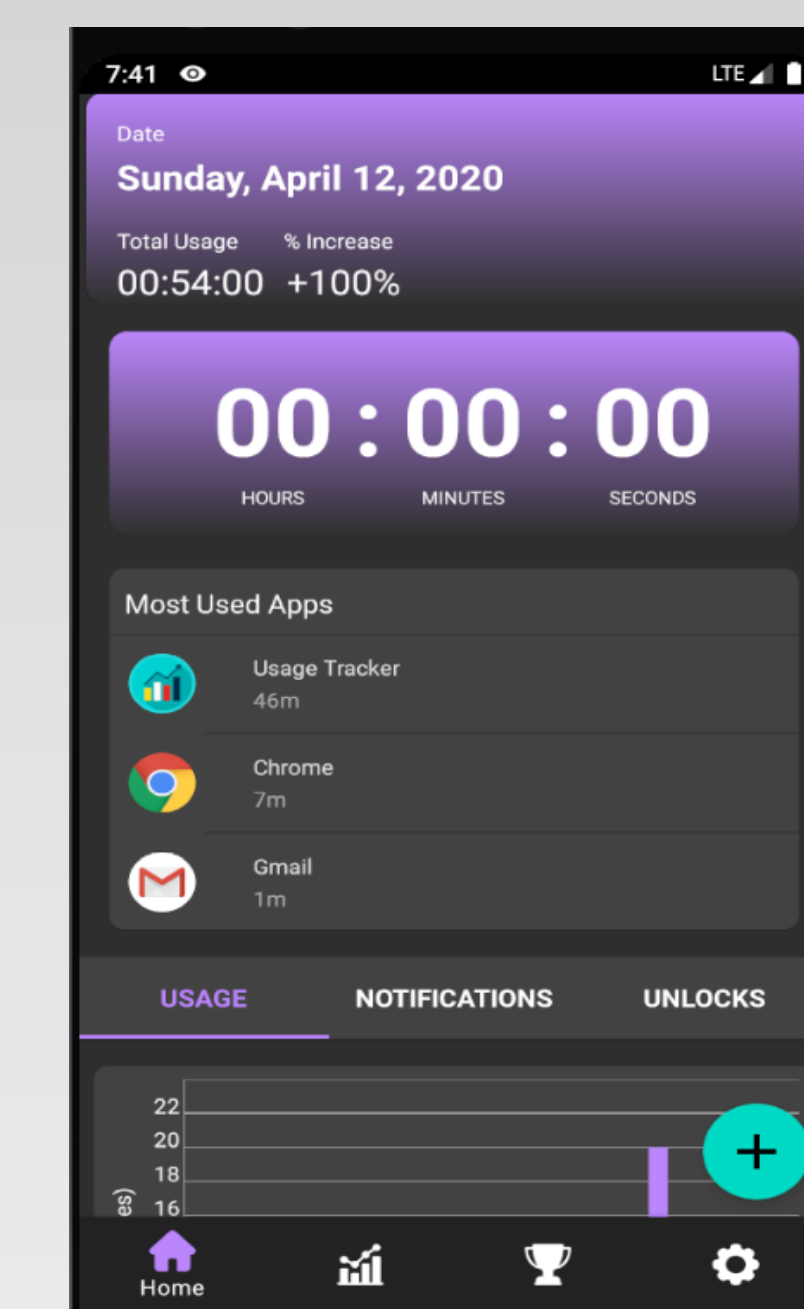 7:41 LTE
Date
Sunday, April 12, 2020
Total Usage % Increase
00:54:00 +100%
00 : 00 : 00
HOURS MINUTES SECONDS
Most Used Apps
Usage Tracker
46m
Chrome
7m
Gmail
1m
USAGE NOTIFICATIONS UNLOCKS
22
20
18
16
es)
+
Home